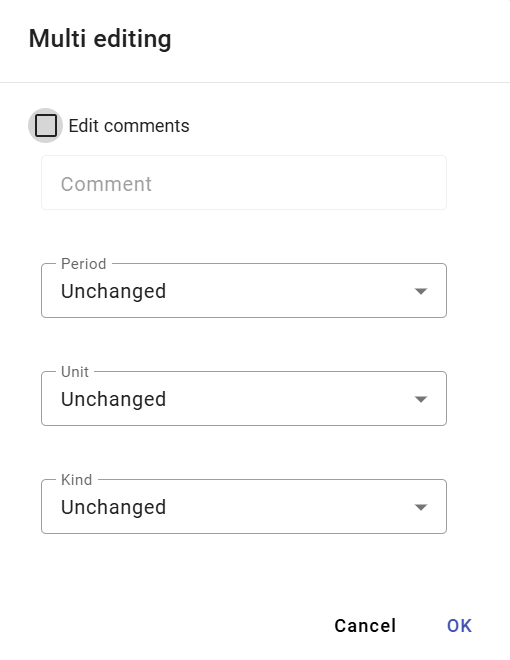 Multi editing
Edit comments
Comment
Period
Unchanged
Unit
Unchanged
Kind
Unchanged
Cancel OK